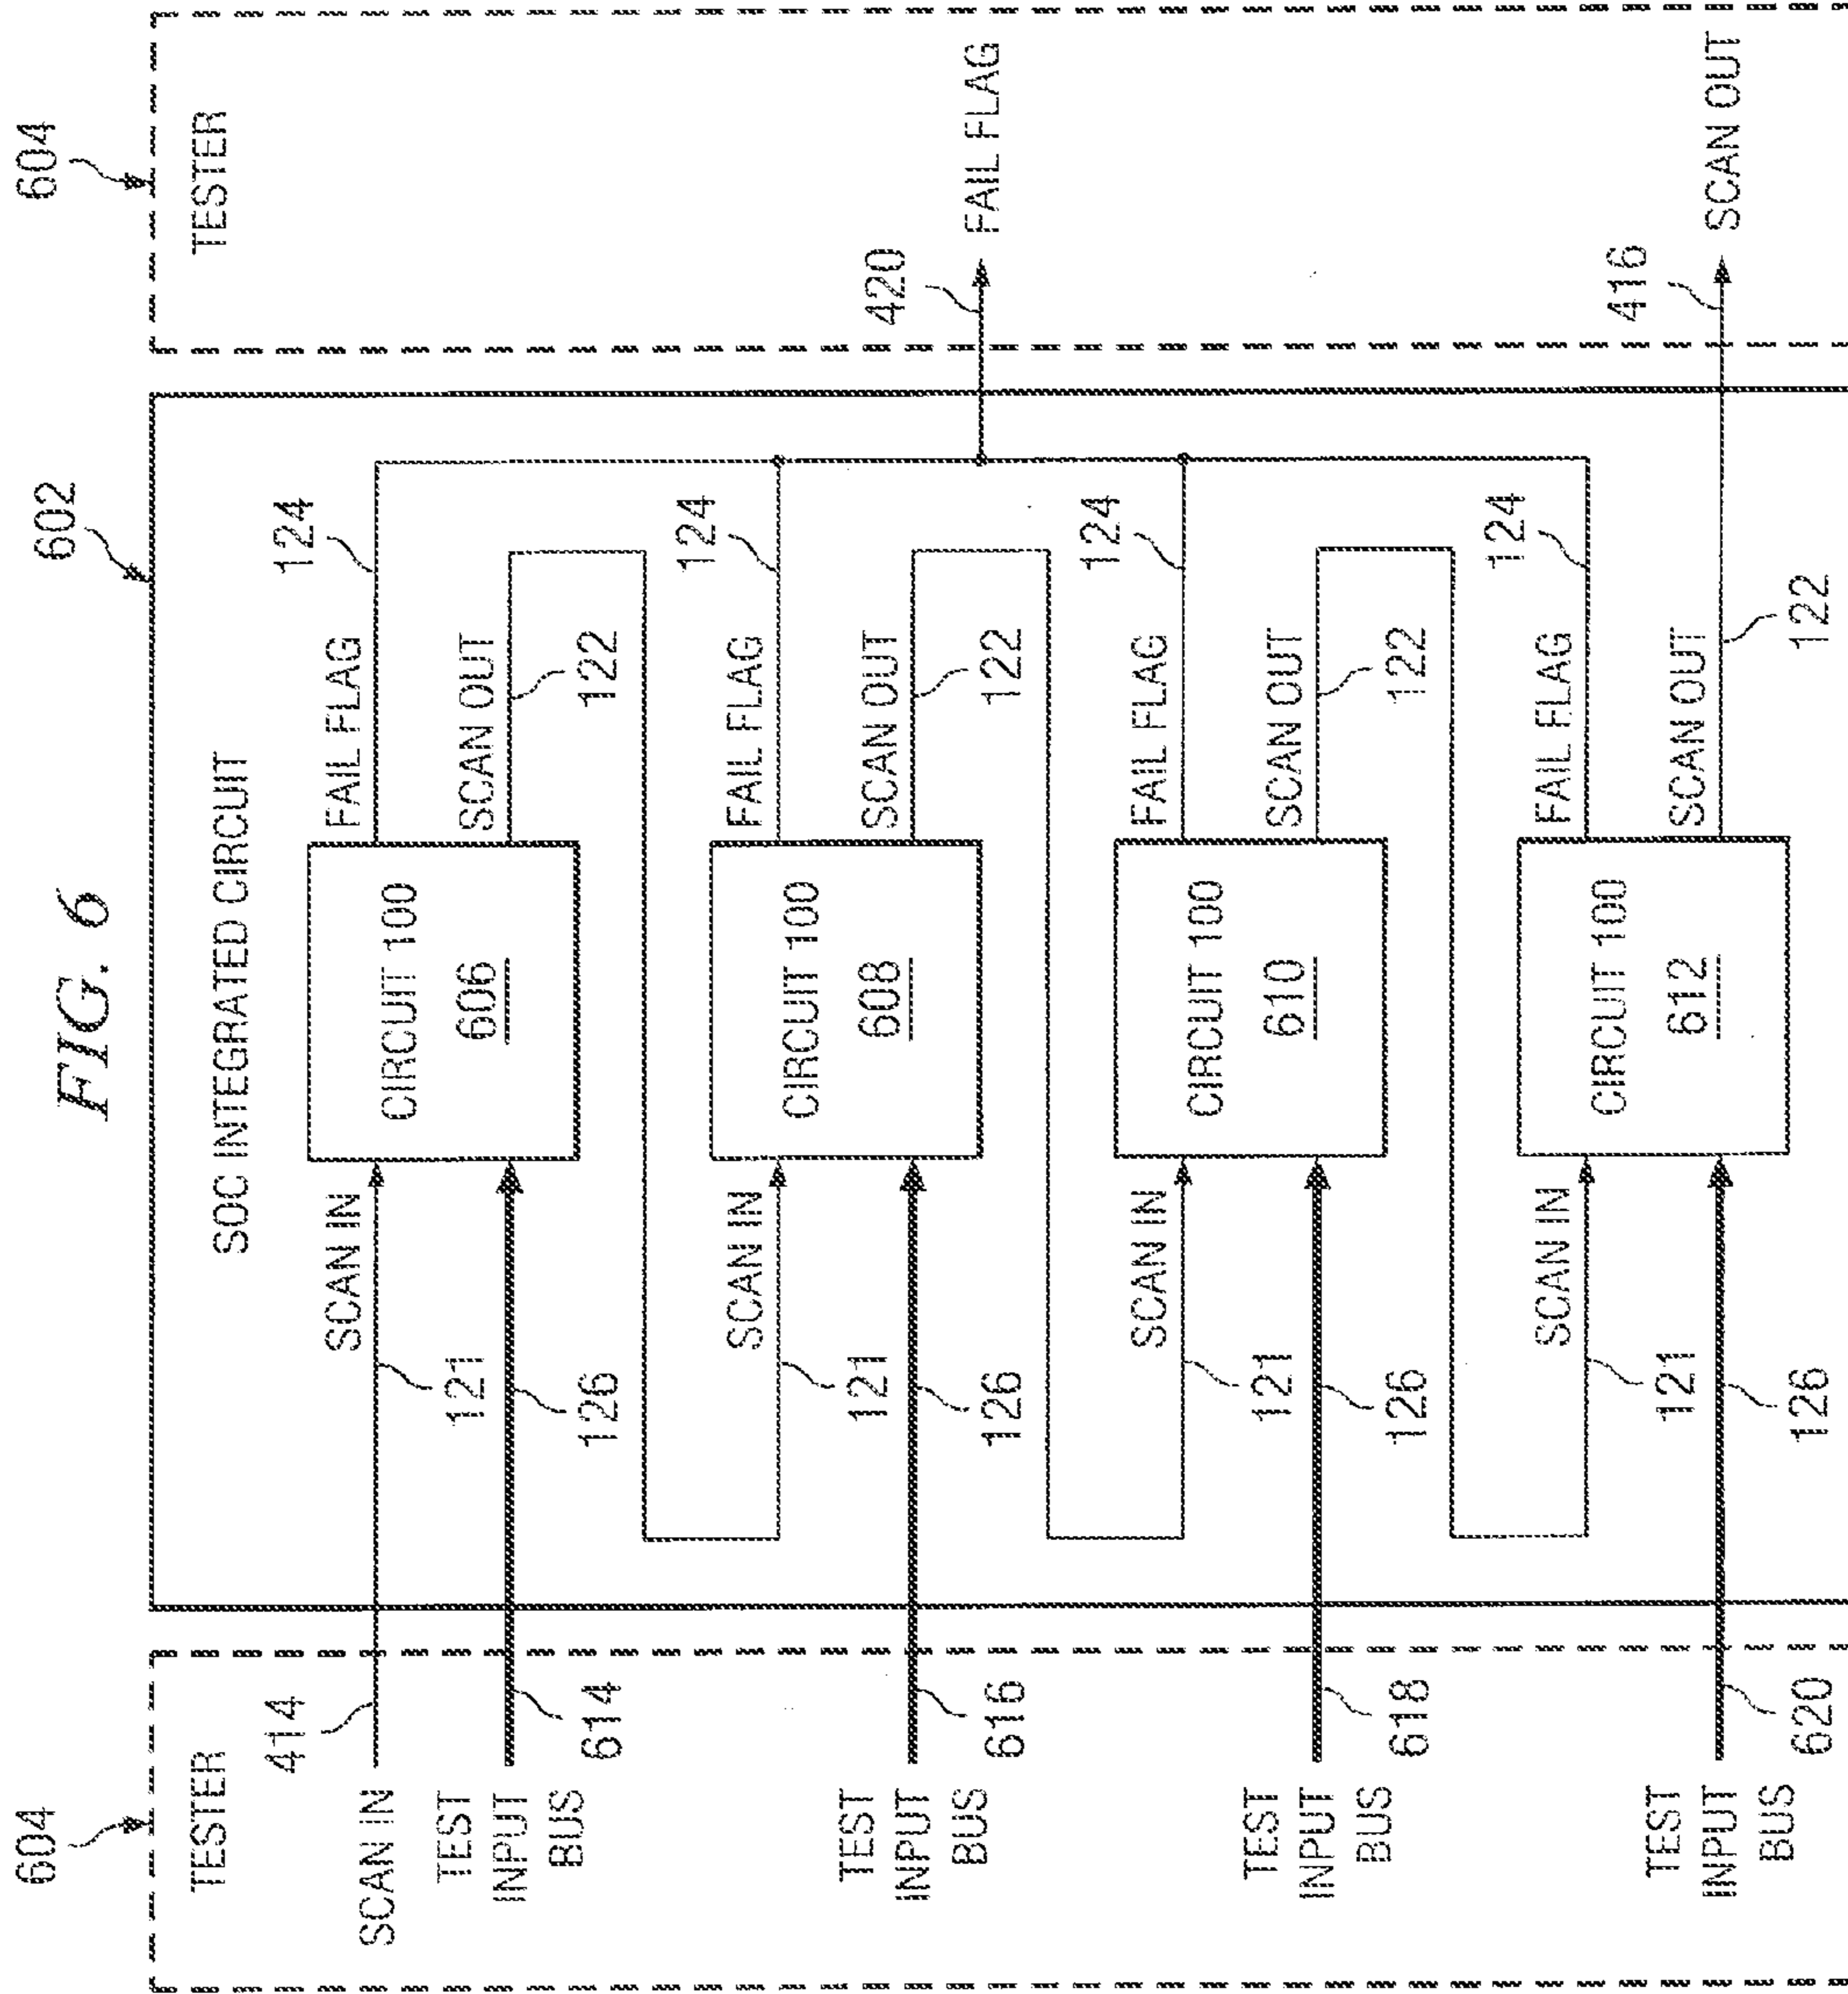 FIG. 6
604
602
604
TESTER
SOC INTEGRATED CIRCUIT
TESTER
414
SCAN IN
SCAN IN
121
CIRCUIT 100
606
FAIL FLAG
124
TEST
INPUT
BUS
614
126
SCAN OUT
122
SCAN IN
121
CIRCUIT 100
608
FAIL FLAG
124
TEST
INPUT
BUS
616
126
SCAN OUT
122
420
FAIL FLAG
SCAN IN
121
CIRCUIT 100
610
FAIL FLAG
124
TEST
INPUT
BUS
618
126
SCAN OUT
122
SCAN IN
121
CIRCUIT 100
612
FAIL FLAG
124
TEST
INPUT
BUS
620
126
SCAN OUT
122
416
SCAN OUT